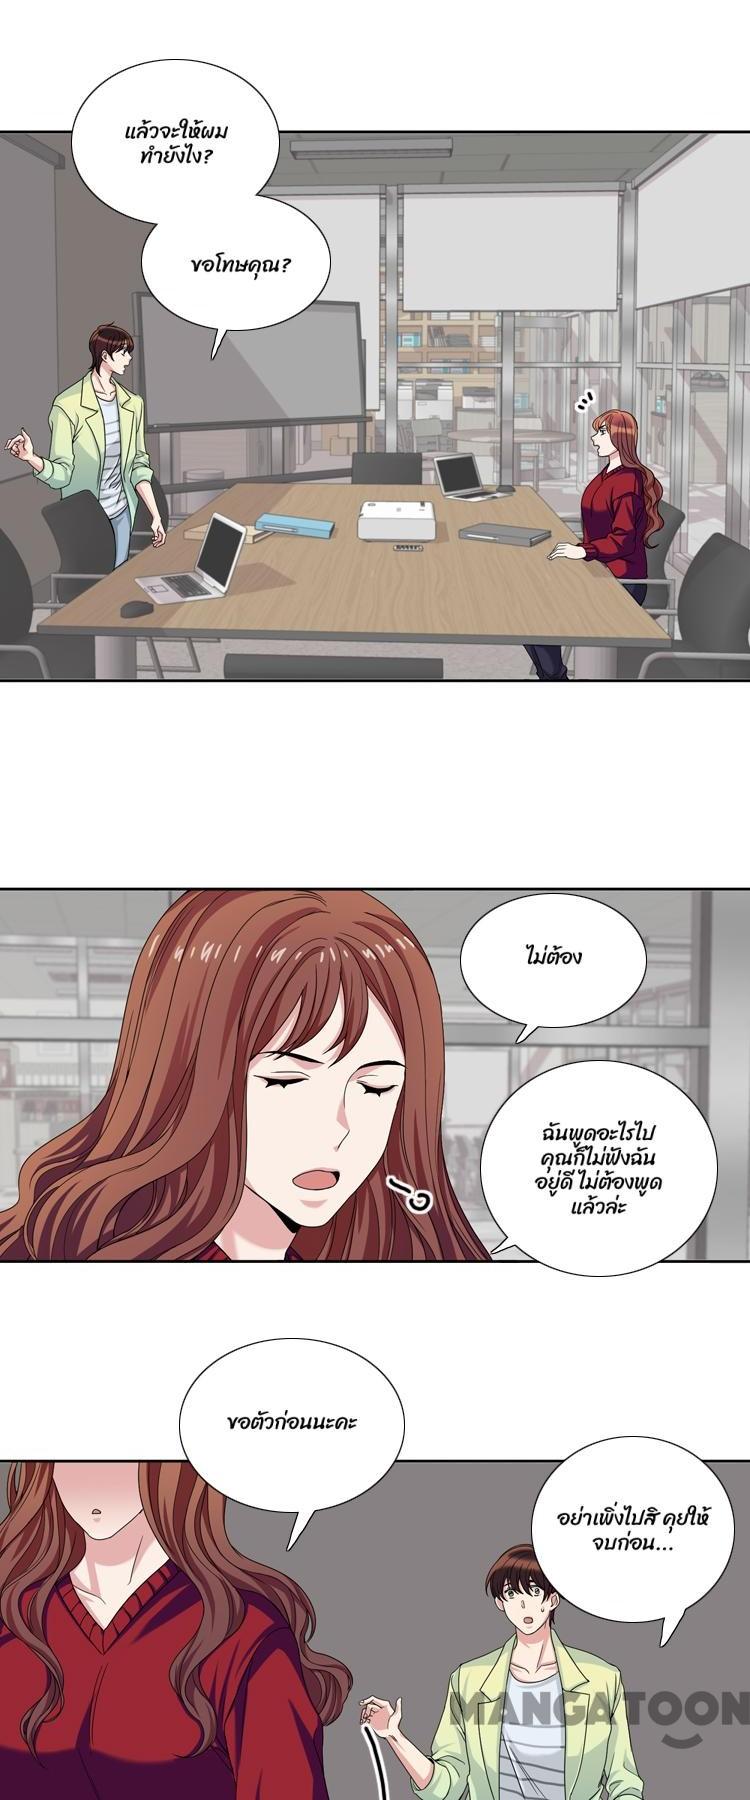 แล้วจะให้ผม
ทำยังไง?
ขอโทษคุณ?
ไม่ต้อง
ฉันพูดอะไรไป
คุณก็ไม่ฟังฉัน
อยู่ดี ไม่ต้องพูด
แล้วล่ะ
ขอตัวก่อนนะคะ
อย่าเพิ่งไปสิ คุยให้
จบก่อน...
MANGATOON